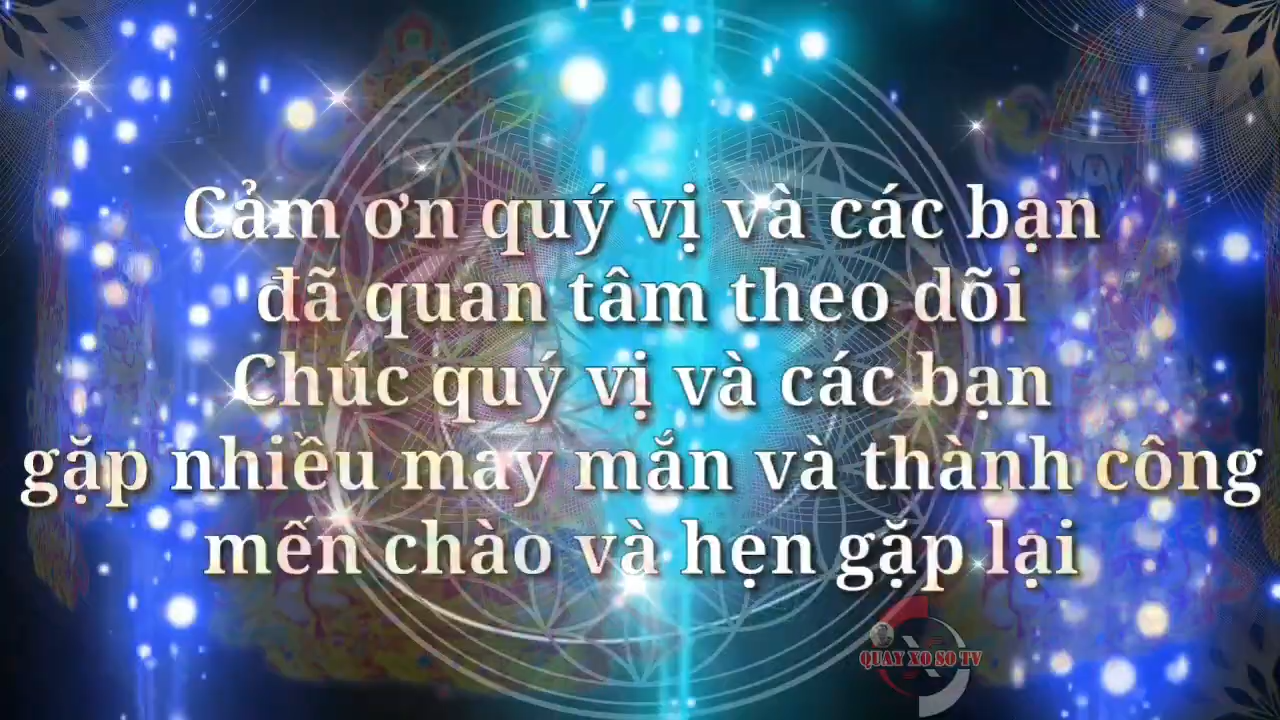 Cảm ơn quý vị và các bạn
đã quan tâm theo dõi
Chúc quý vị và các bạn
gặp nhiều may mắn và thành công
mến chào và hẹn gặp lại
QUAY XO SO TV